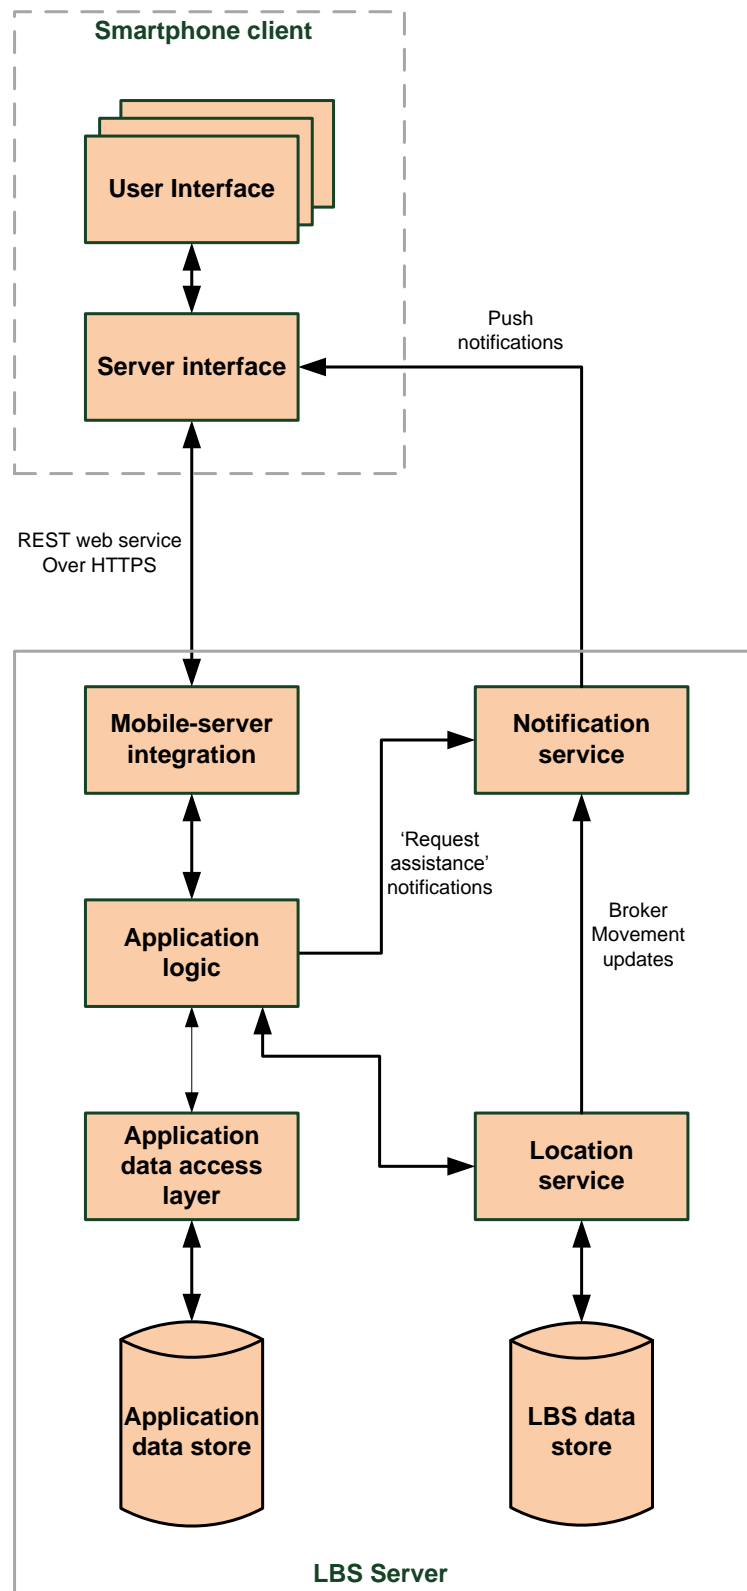 Smartphone client
User Interface
Server interface
Push
notifications
REST web service
Over HTTPS
Mobile-server
integration
Notification
service
‘Request
assistance’
notifications
Application
logic
Broker
Movement
updates
Application
data access
layer
Location
service
Application
data store
LBS data
store
LBS Server